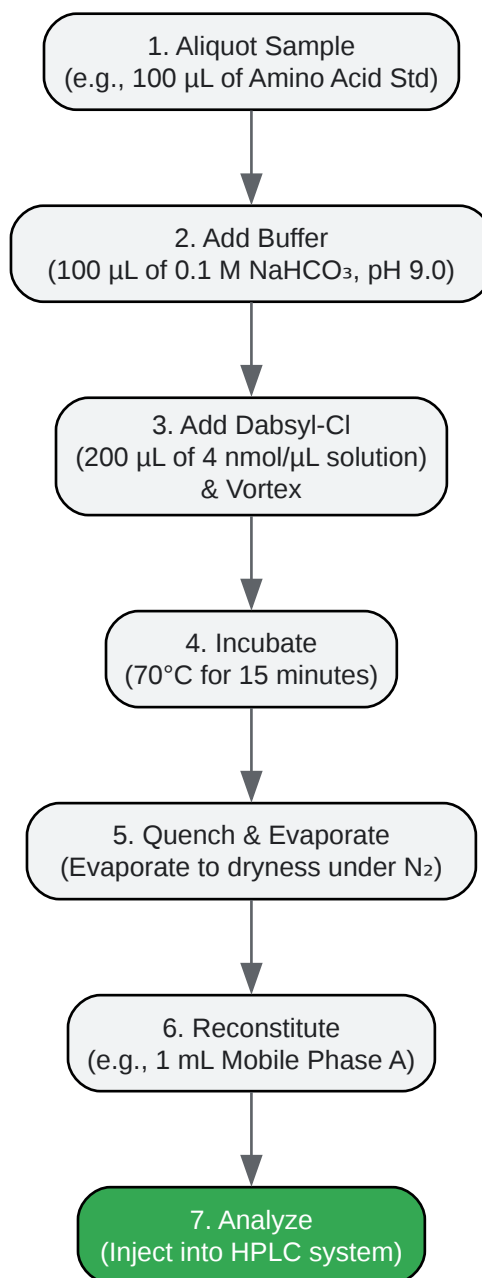 1. Aliquot Sample
(e.g., 100 µL of Amino Acid Std)
2. Add Buffer
(100 µL of 0.1 M NaHCO₃, pH 9.0)
3. Add Dabsyl-Cl
(200 µL of 4 nmol/µL solution)
& Vortex
4. Incubate
(70°C for 15 minutes)
5. Quench & Evaporate
(Evaporate to dryness under N₂)
6. Reconstitute
(e.g., 1 mL Mobile Phase A)
7. Analyze
(Inject into HPLC system)